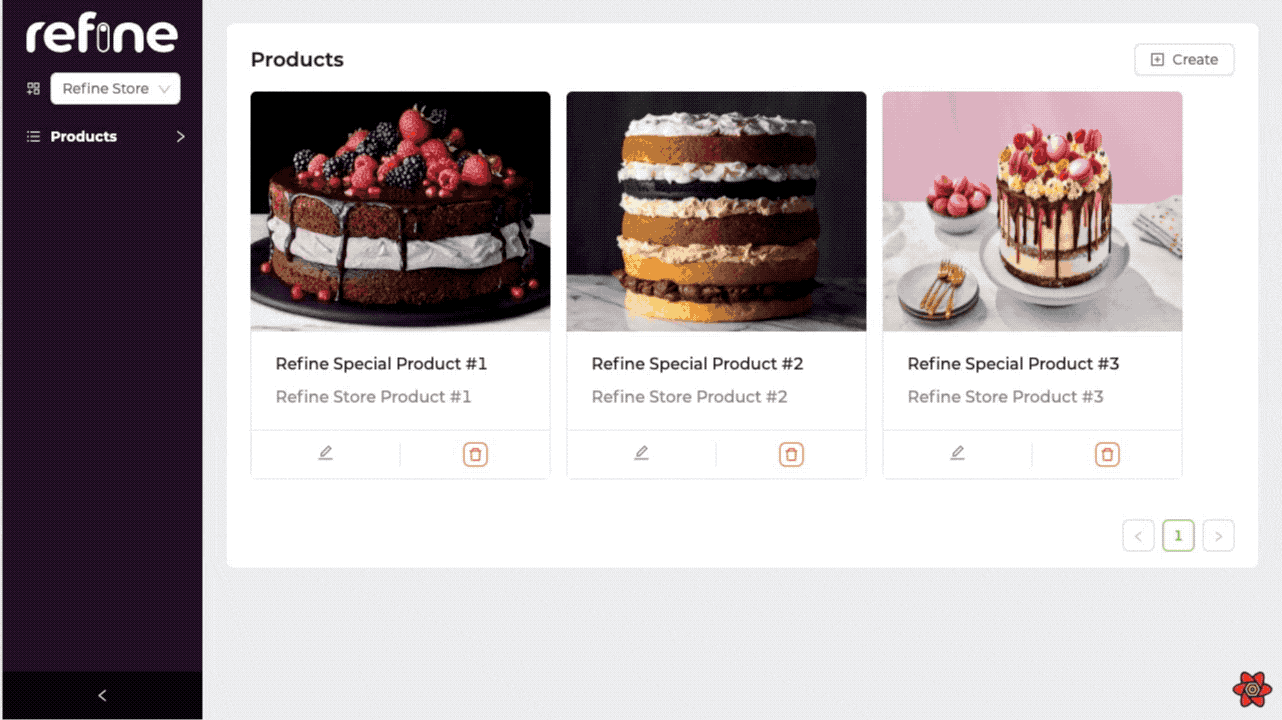 refine
Refine Store
Products
Products
Create
Refine Special Product #1
Refine Store Product #1
Refine Special Product #2
Refine Store Product #2
Refine Special Product #3
Refine Store Product #3
< 1 >